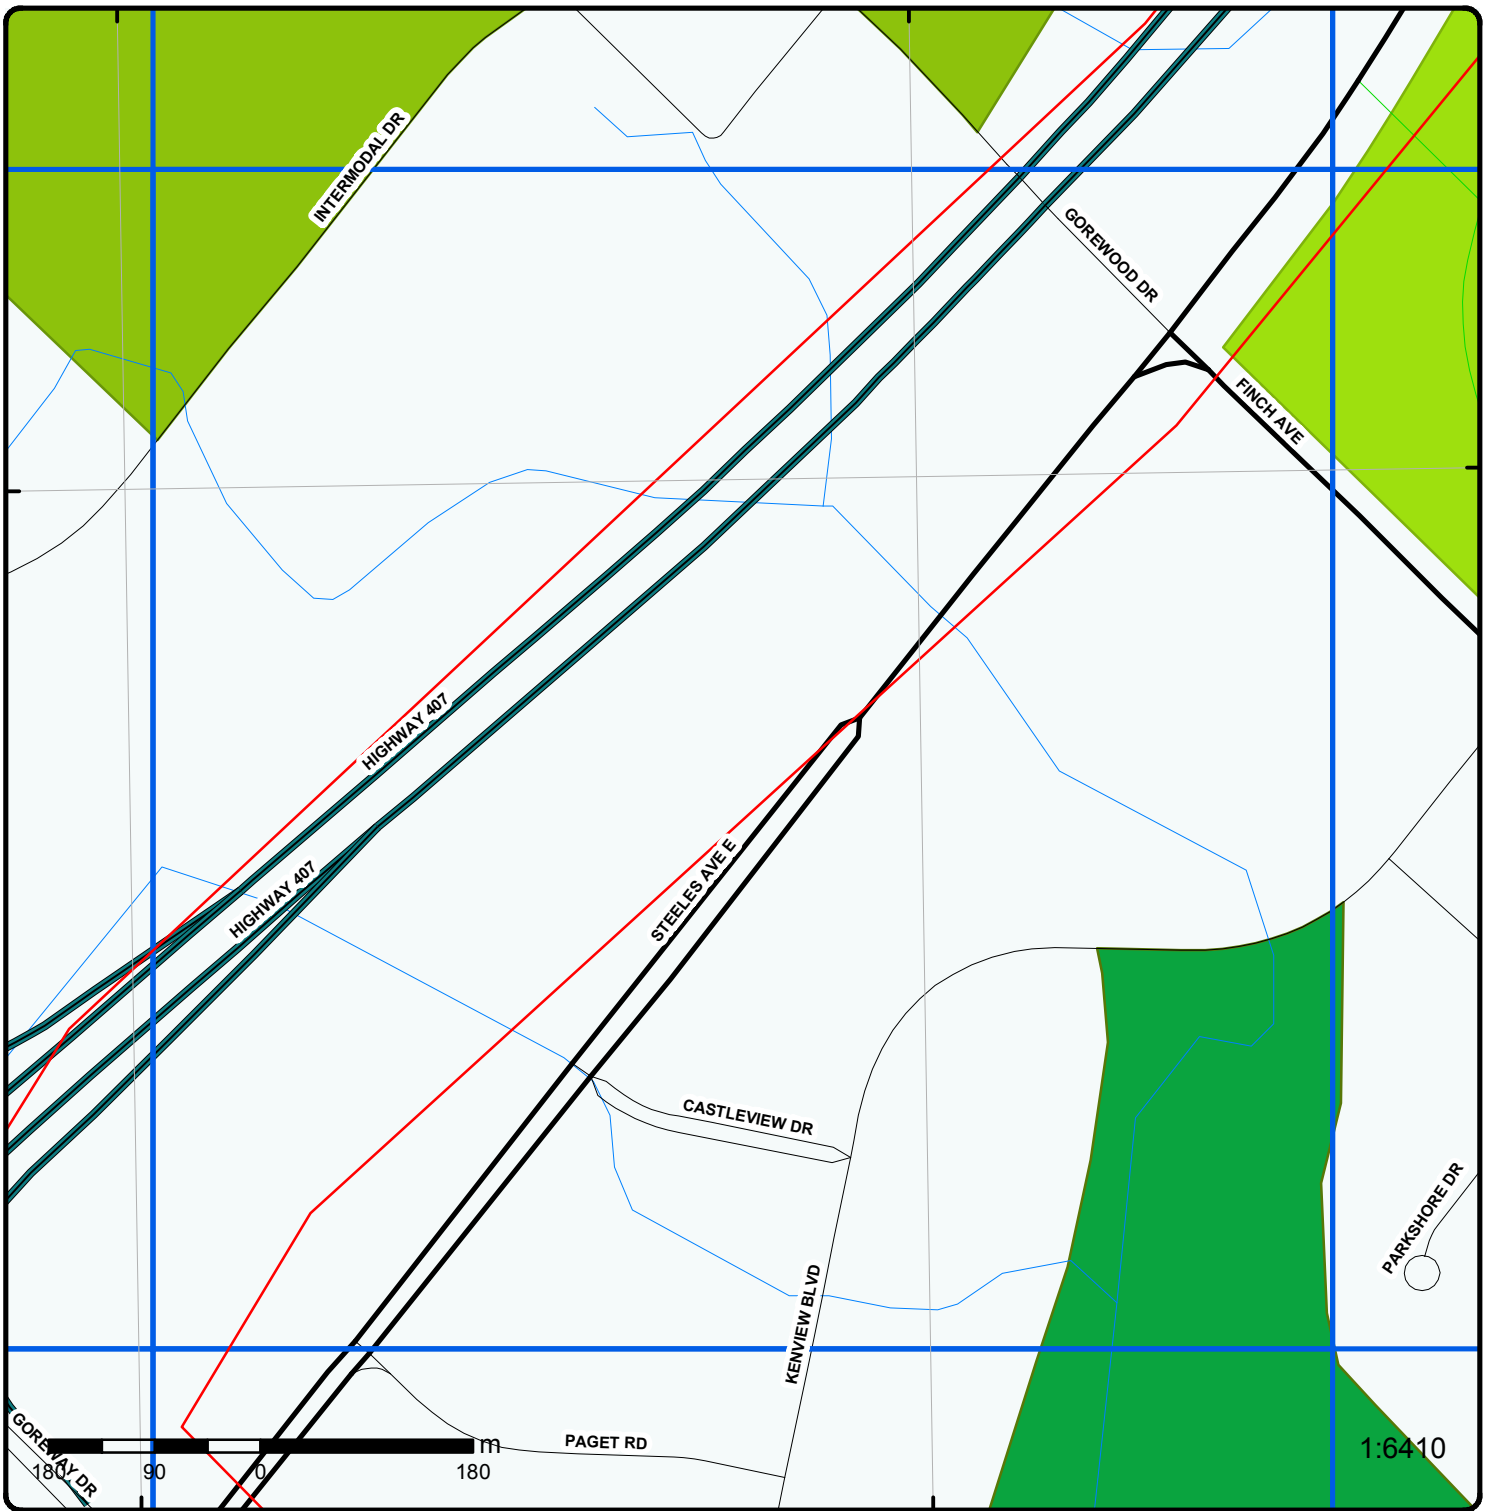 INTERMODAL DR
GOREWOOD DR
FINCH AVE
HIGHWAY 407
HIGHWAY 407
STEELES AVE E
CASTLEVIEW DR
PARKSHORE DR
KENVIEW BLVD
PAGET RD
GOREWAY DR
m
180 90 0 180
1:6410